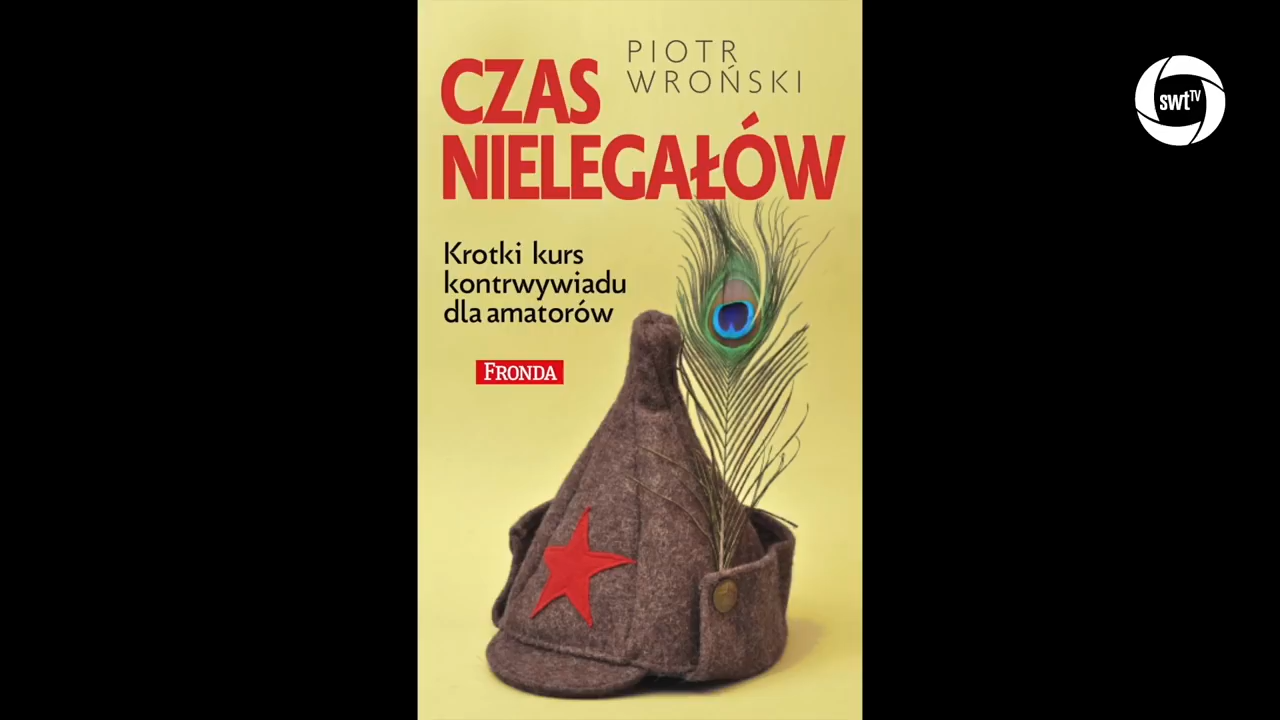 PIOTR
WROŃSKI
CZAS
NIELEGAŁÓW
Krotki kurs
kontrwywiadu
dla amatorów
FRONDA
swtTV